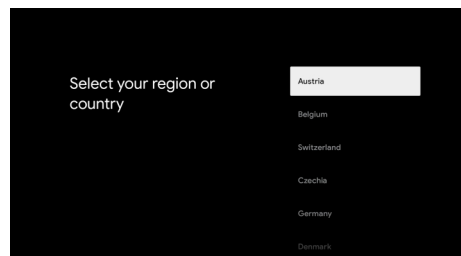 Select your region or
country
Austria
Belgium
Switzerland
Czechia
Germany
Denmark